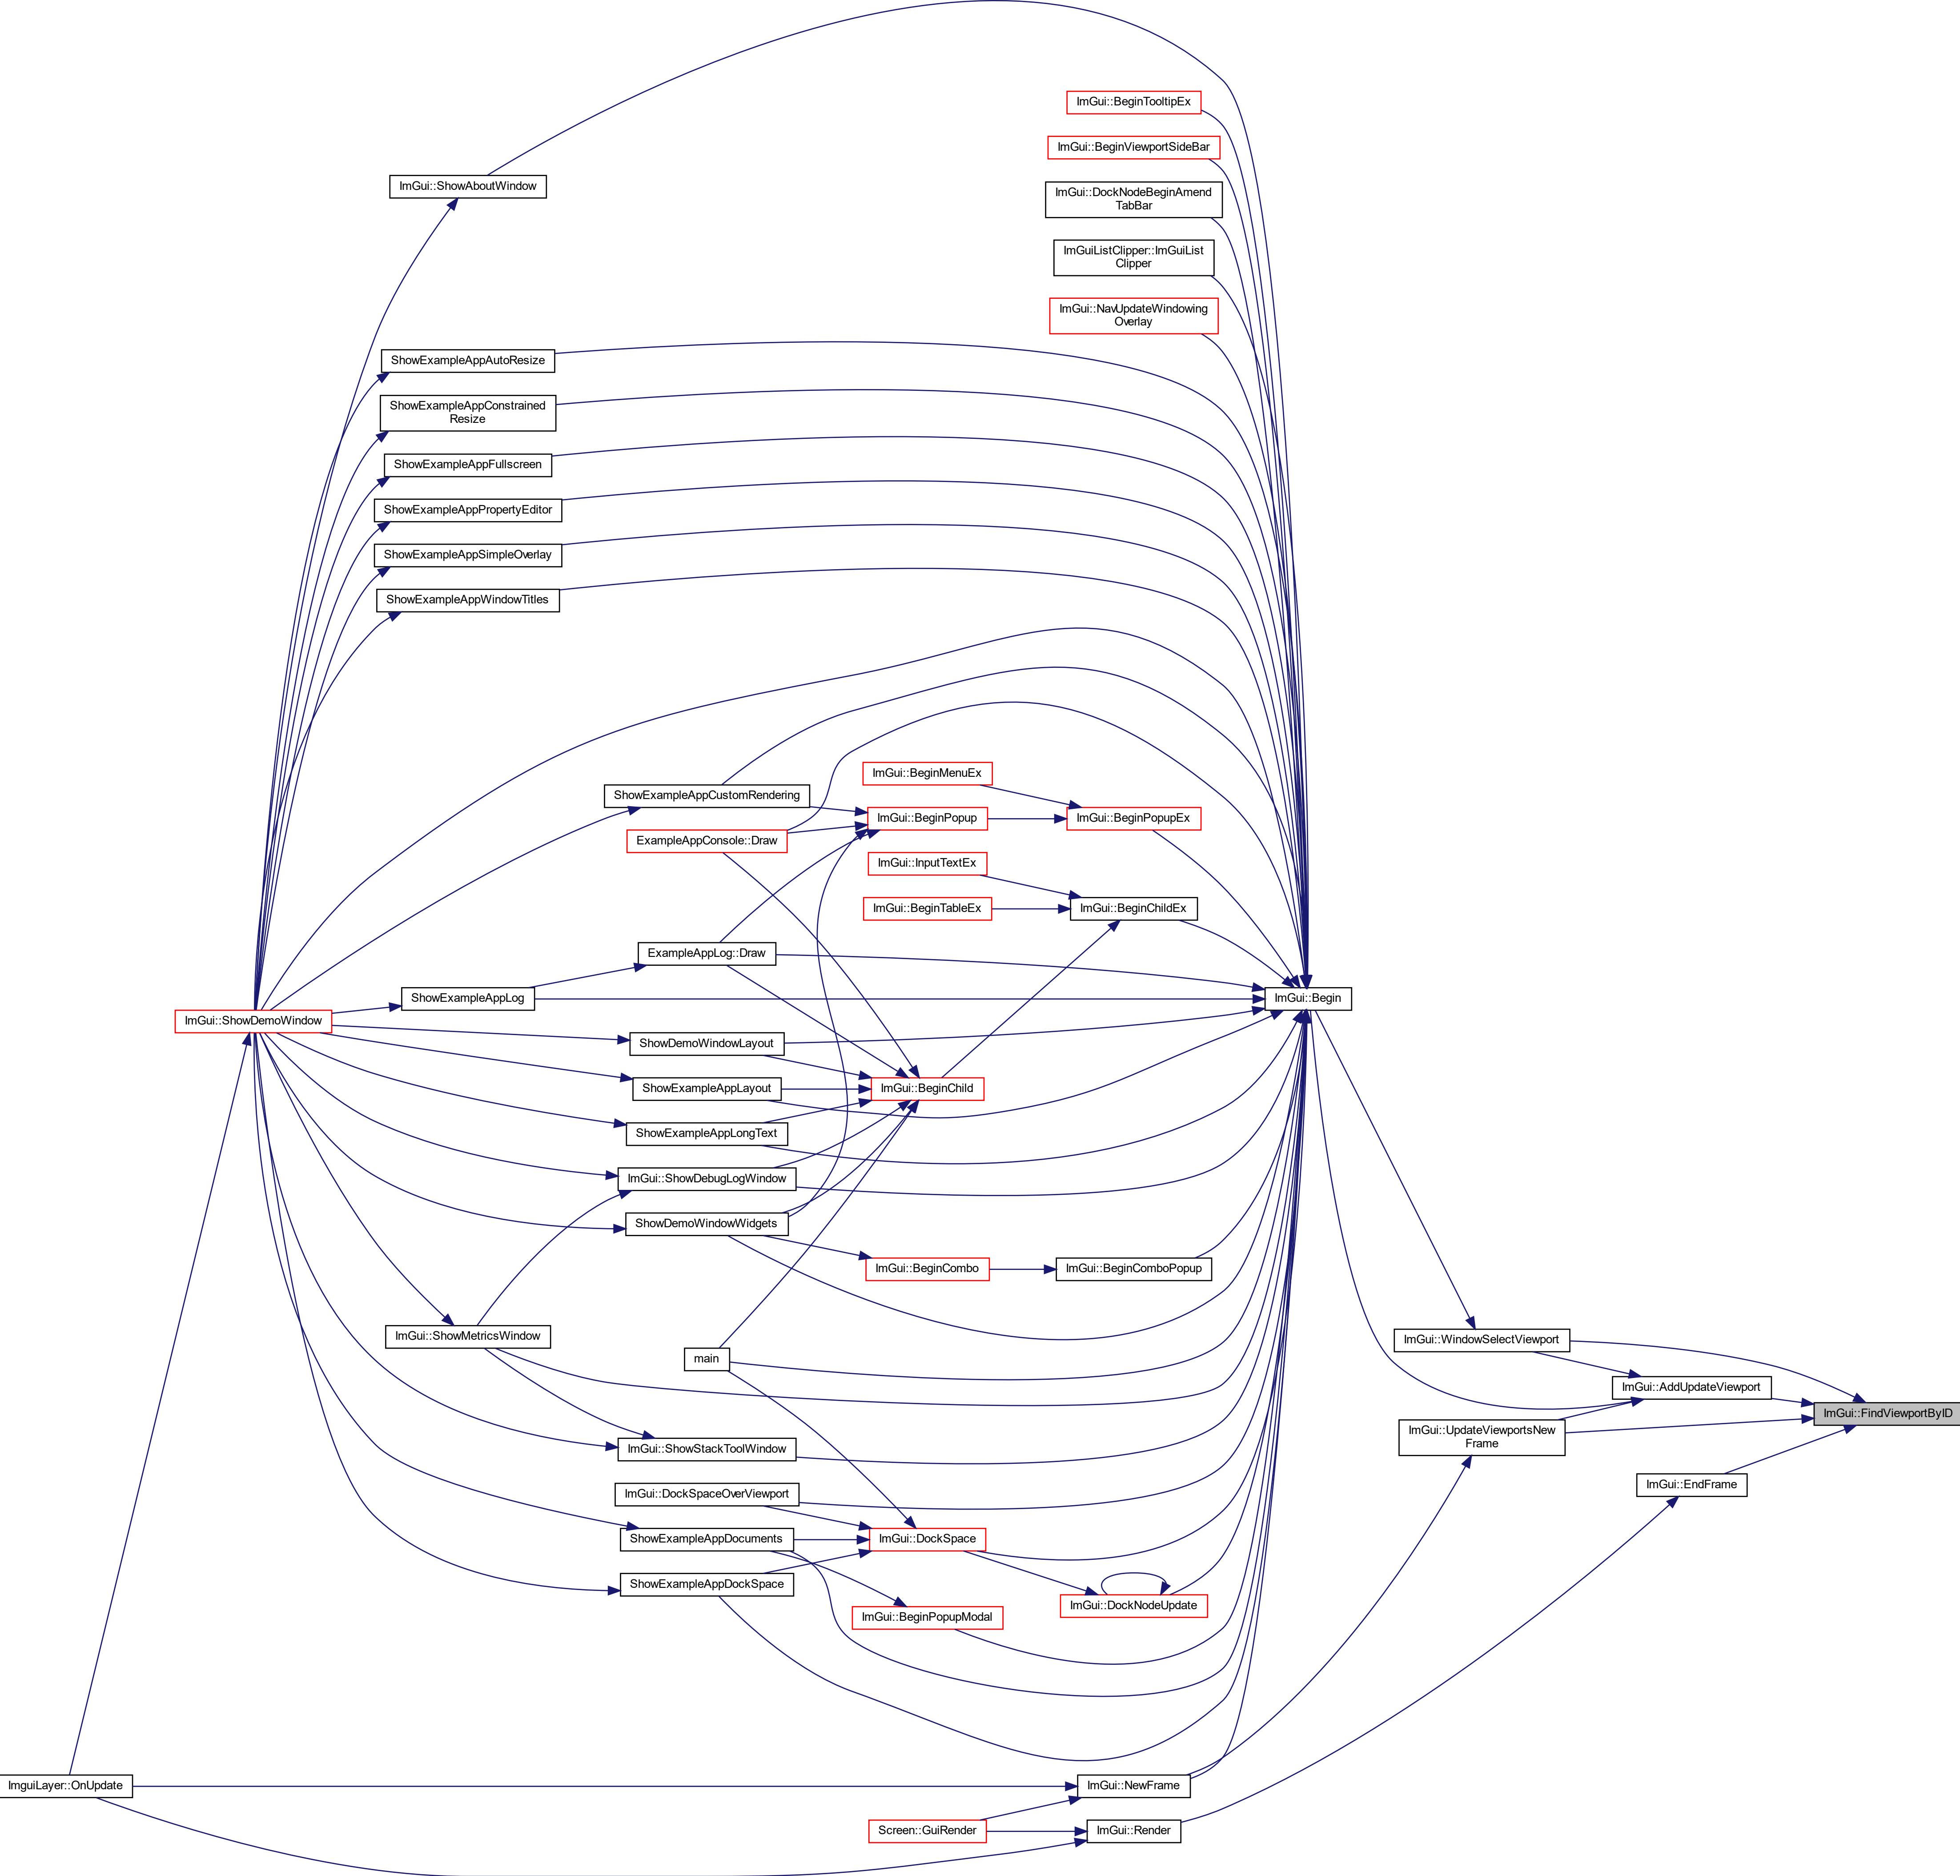 ImGui::BeginTooltipEx
ImGui::BeginViewportSideBar
ImGui::ShowAboutWindow
ImGui::DockNodeBeginAmend
TabBar
ImGuiListClipper::ImGuiList
Clipper
ImGui::NavUpdateWindowing
Overlay
ShowExampleAppAutoResize
ShowExampleAppConstrained
Resize
ShowExampleAppFullscreen
ShowExampleAppPropertyEditor
ShowExampleAppSimpleOverlay
ShowExampleAppWindowTitles
ImGui::BeginMenuEx
ShowExampleAppCustomRendering
ImGui::BeginPopup
ImGui::BeginPopupEx
ExampleAppConsole::Draw
ImGui::InputTextEx
ImGui::BeginTableEx
ImGui::BeginChildEx
ExampleAppLog::Draw
ShowExampleAppLog
ImGui::Begin
ImGui::ShowDemoWindow
ShowDemoWindowLayout
ShowExampleAppLayout
ImGui::BeginChild
ShowExampleAppLongText
ImGui::ShowDebugLogWindow
ShowDemoWindowWidgets
ImGui::BeginCombo
ImGui::BeginComboPopup
ImGui::ShowMetricsWindow
ImGui::WindowSelectViewport
main
ImGui::AddUpdateViewport
ImGui::FindViewportByID
ImGui::UpdateViewportsNew
Frame
ImGui::ShowStackToolWindow
ImGui::EndFrame
ImGui::DockSpaceOverViewport
ShowExampleAppDocuments
ImGui::DockSpace
ShowExampleAppDockSpace
ImGui::DockNodeUpdate
ImGui::BeginPopupModal
ImguiLayer::OnUpdate
ImGui::NewFrame
Screen::GuiRender
ImGui::Render